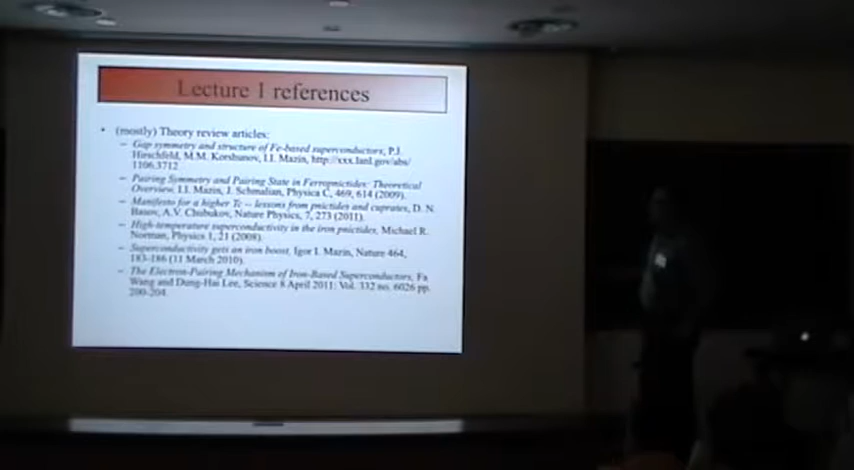 Lecture 1 references
• (mostly) Theory review articles:
– Gap symmetry and structure of Fe-based superconductors, P.J.
Hirschfeld, M.M. Korshunov, I.I. Mazin, http://xxx.lanl.gov/abs/
1106.3712
– Pairing Symmetry and Pairing State in Ferropnictides: Theoretical
Overview, I.I. Mazin, J. Schmalian, Physica C, 469, 614 (2009).
– Manifesto for a higher Tc -- lessons from pnictides and cuprates, D. N.
Basov, A.V. Chubukov, Nature Physics, 7, 273 (2011).
– High-temperature superconductivity in the iron pnictides, Michael R.
Norman, Physics 1, 21 (2008).
– Superconductivity gets an iron boost, Igor I. Mazin, Nature 464,
183-186 (11 March 2010).
– The Electron-Pairing Mechanism of Iron-Based Superconductors, Fa
Wang and Dung-Hai Lee, Science 8 April 2011: Vol. 332 no. 6026 pp.
200-204